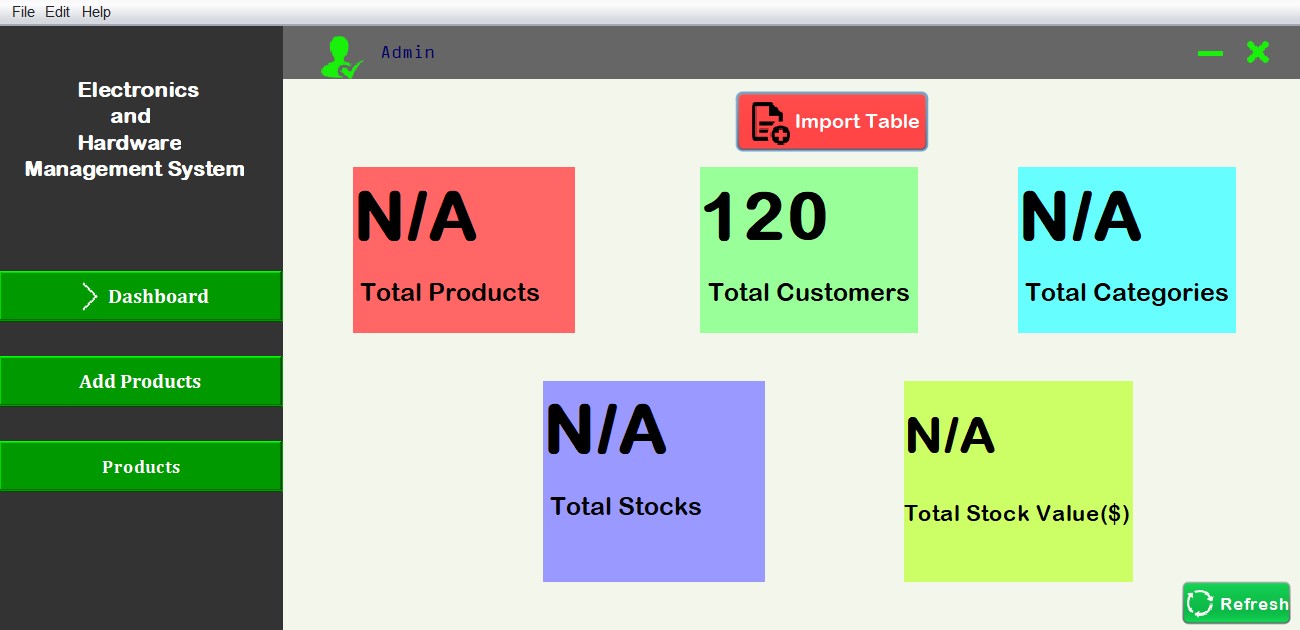 File Edit Help
Admin
Electronics
and
Hardware
Management System
Dashboard
Add Products
Products
Import Table
N/A
Total Products
120
Total Customers
N/A
Total Categories
N/A
Total Stocks
N/A
Total Stock Value($)
Refresh